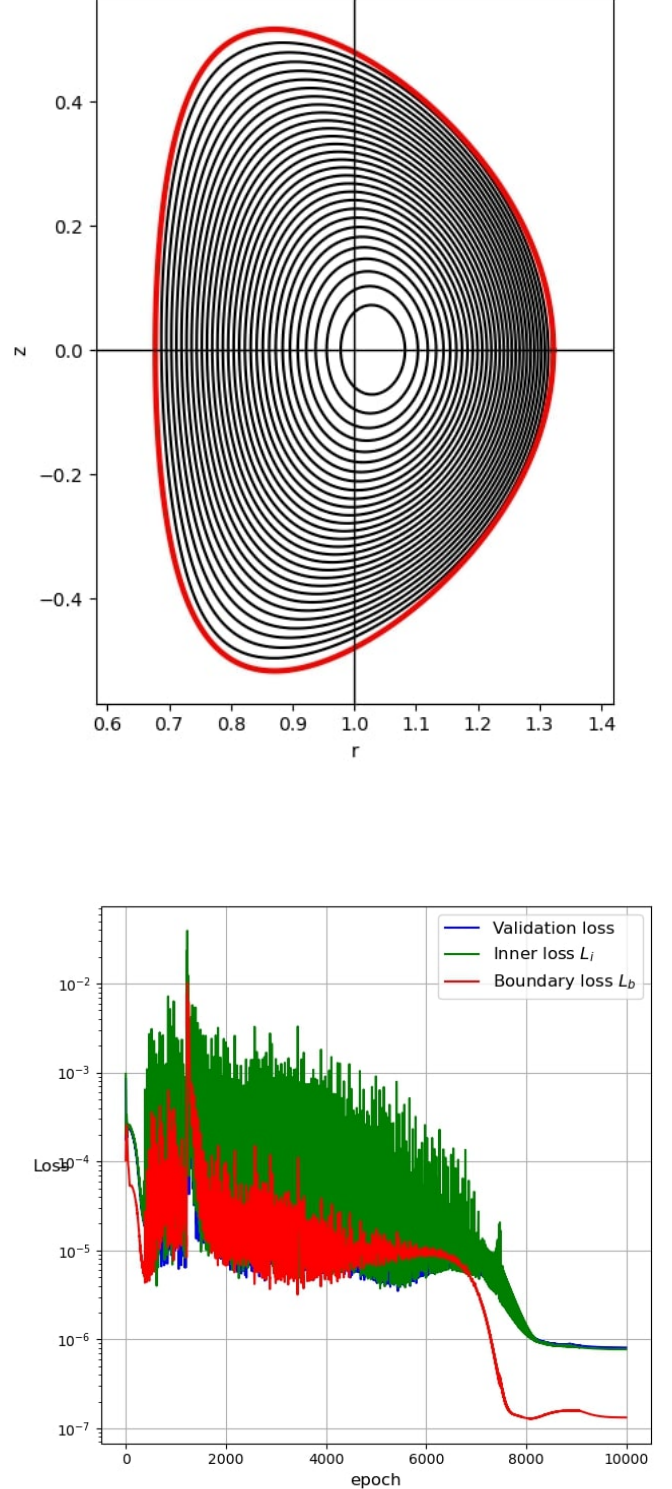 0.4
0.2
0.0
−0.2
−0.4
z
0.6 0.7 0.8 0.9 1.0 1.1 1.2 1.3 1.4
r
Validation loss
Inner loss L_i
Boundary loss L_b
10^−2
10^−3
10^−4
10^−5
10^−6
10^−7
Loss
0 2000 4000 6000 8000 10000
epoch